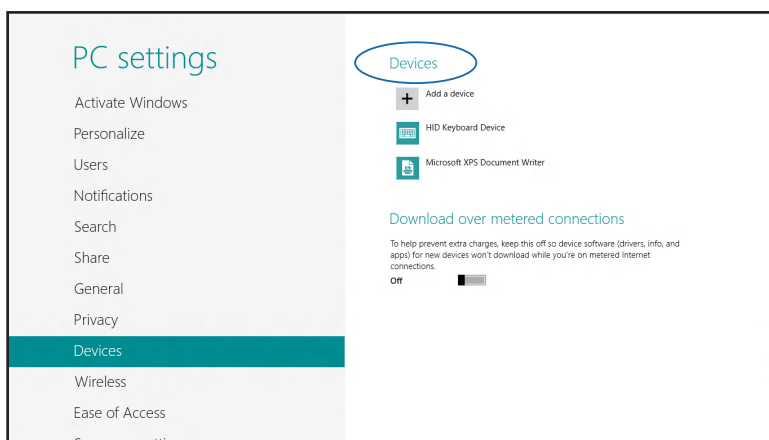 PC settings
Activate Windows
Personalize
Users
Notifications
Search
Share
General
Privacy
Devices
Wireless
Ease of Access
Devices
Add a device
HID Keyboard Device
Microsoft XPS Document Writer
Download over metered connections
To help prevent extra charges, keep this off so device software (drivers, info, and
apps) for new devices won't download while you're on metered Internet
connections.
Off